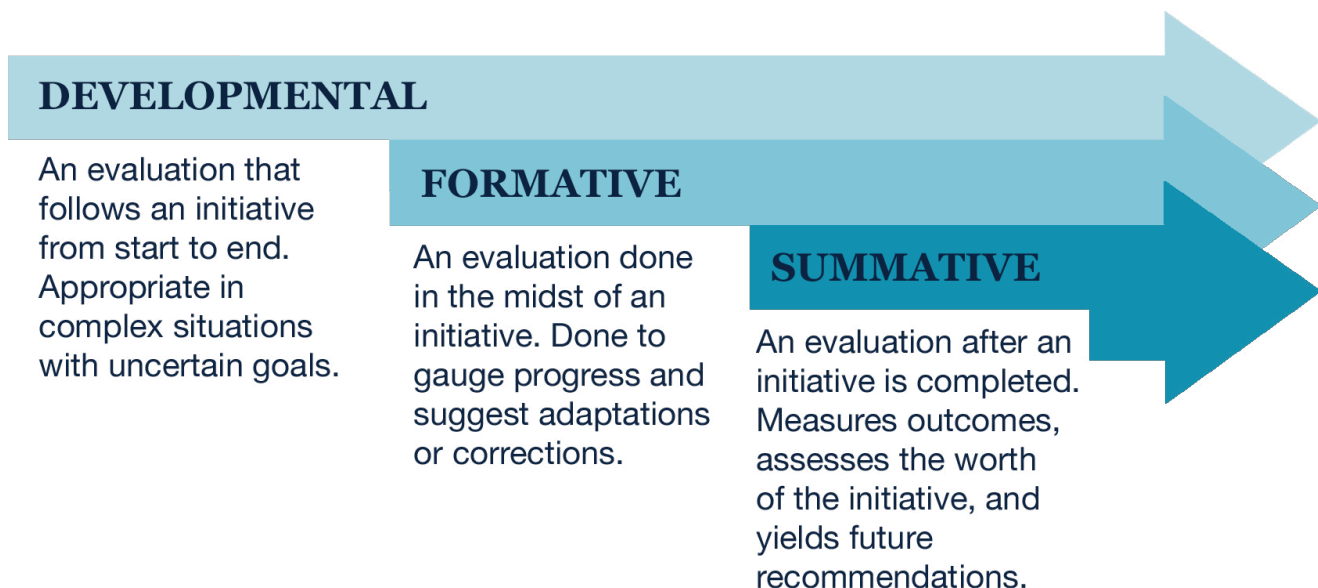 DEVELOPMENTAL
An evaluation that
follows an initiative
from start to end.
Appropriate in
complex situations
with uncertain goals.
FORMATIVE
An evaluation done
in the midst of an
initiative. Done to
gauge progress and
suggest adaptations
or corrections.
SUMMATIVE
An evaluation after an
initiative is completed.
Measures outcomes,
assesses the worth
of the initiative, and
yields future
recommendations.